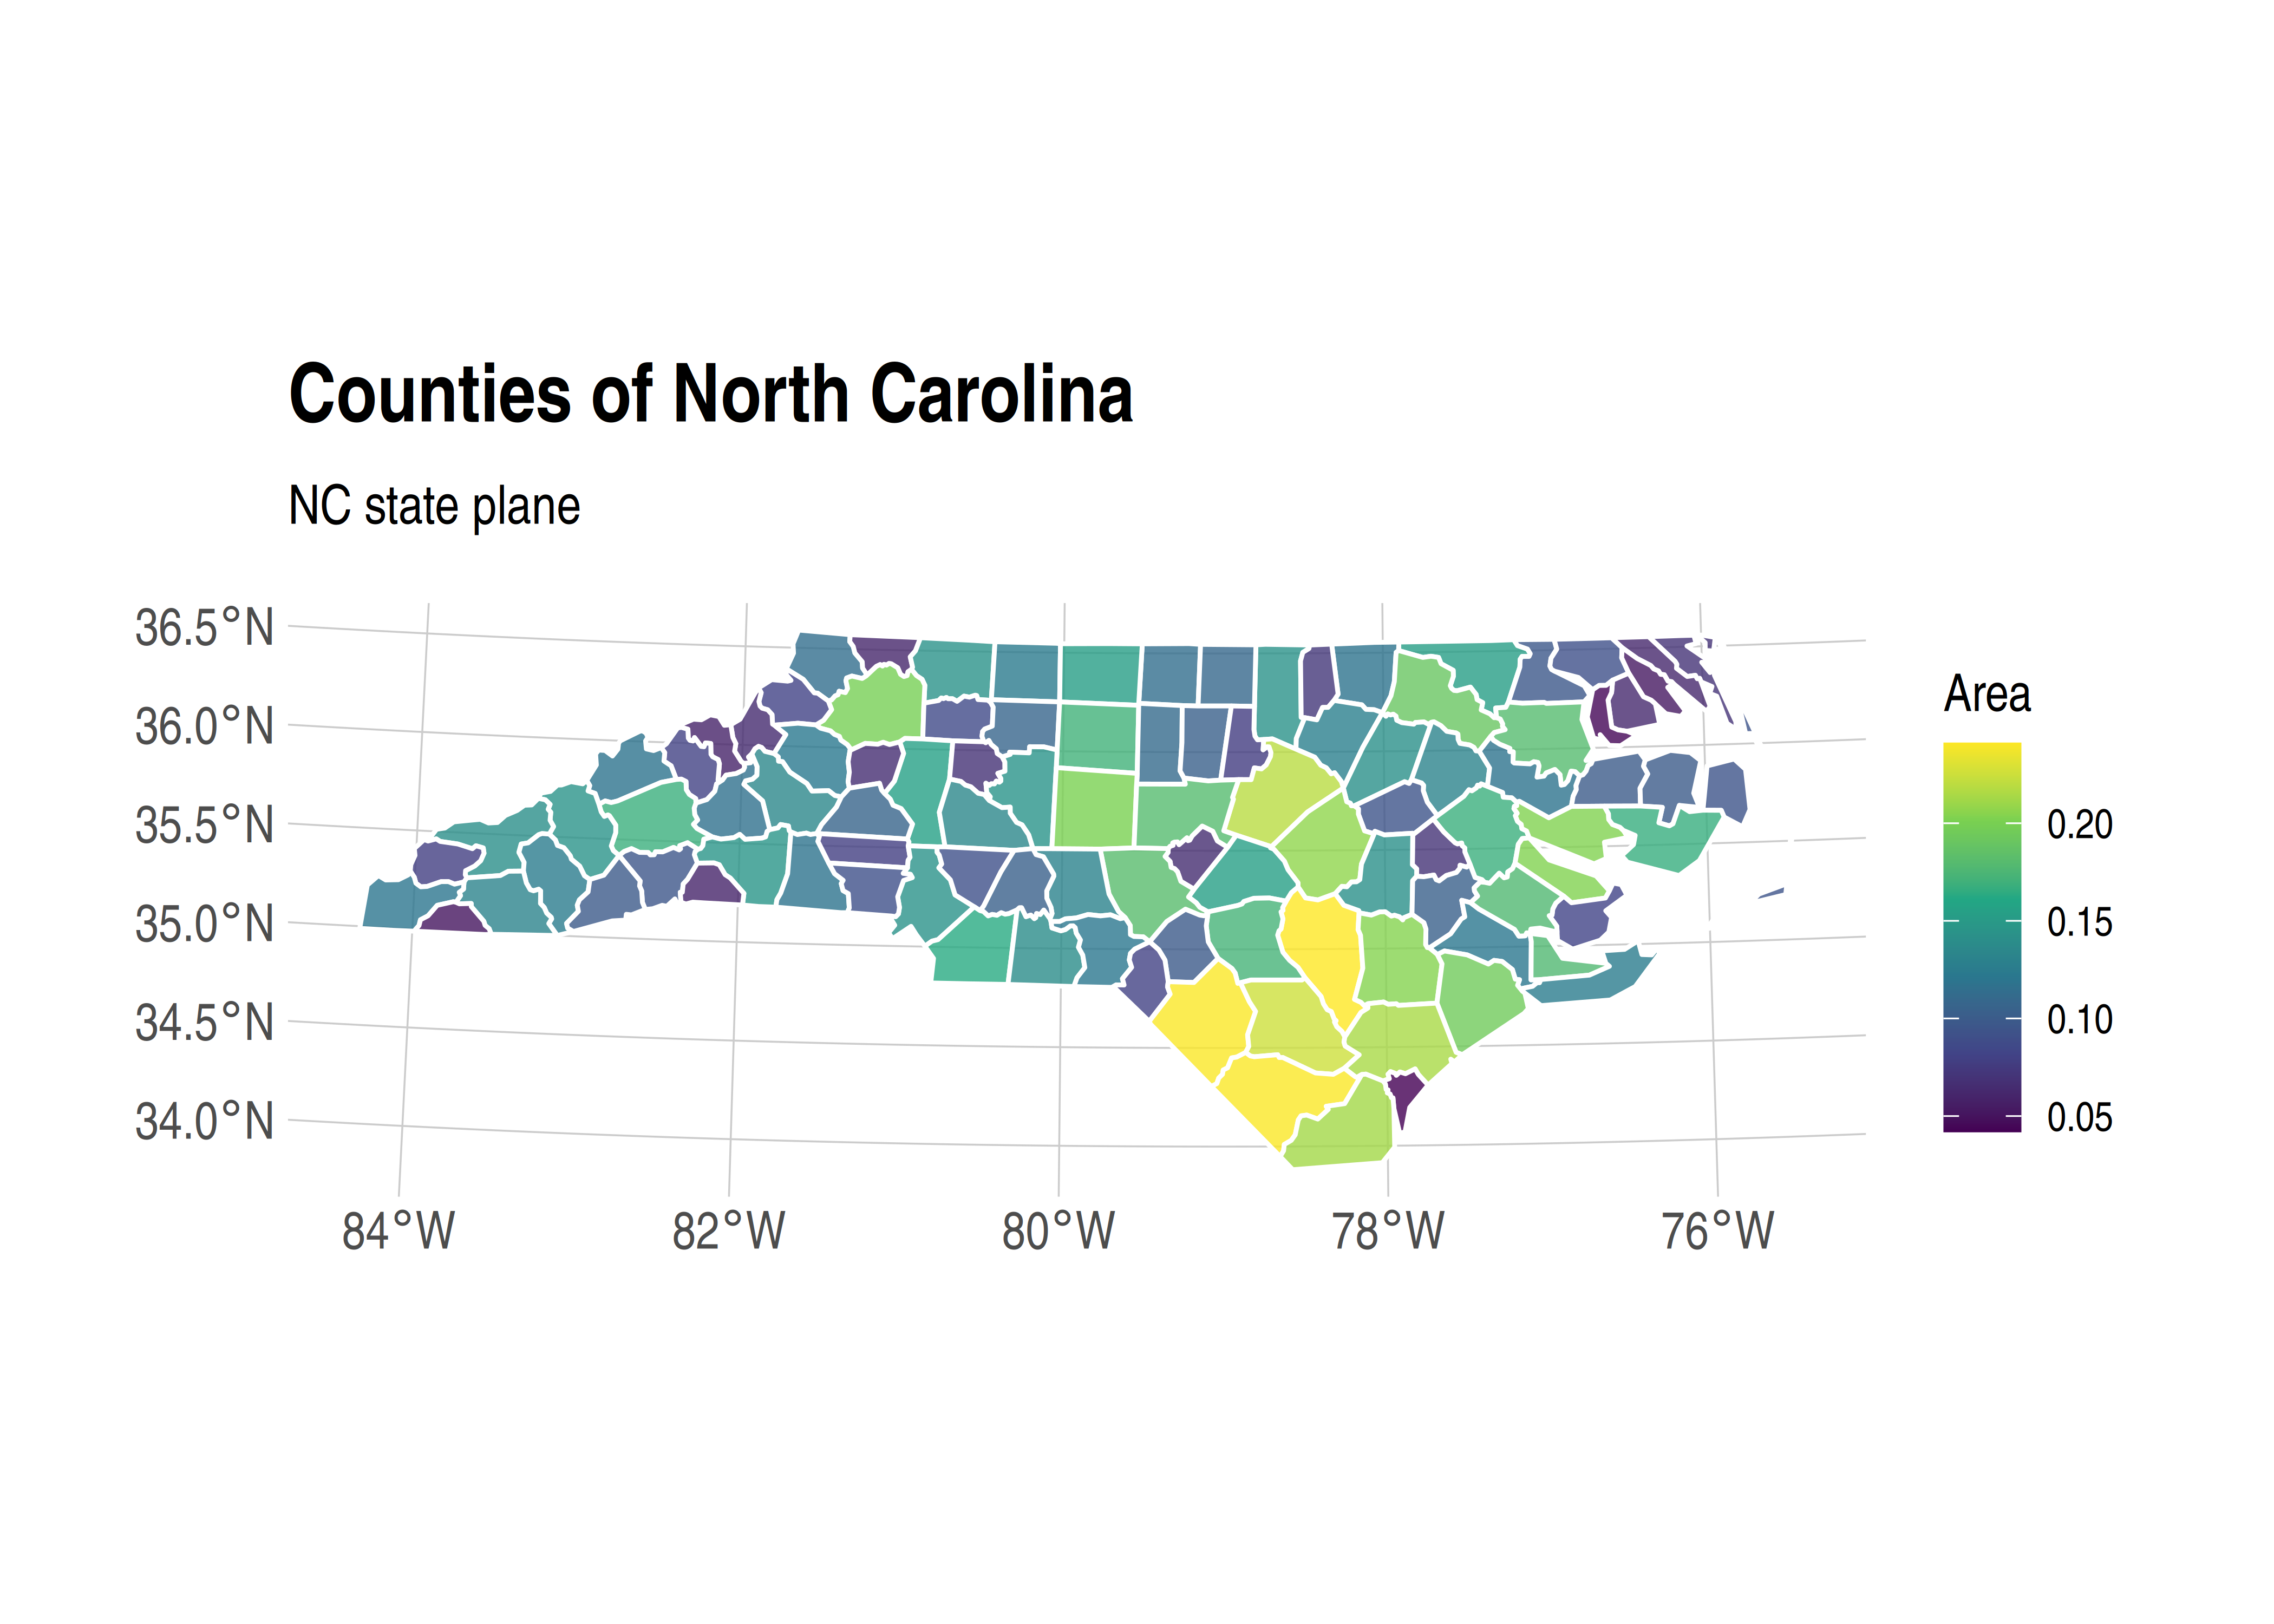 Counties of North Carolina
NC state plane
36.5°N
36.0°N
35.5°N
35.0°N
34.5°N
34.0°N
84°W 82°W 80°W 78°W 76°W
Area
0.20
0.15
0.10
0.05